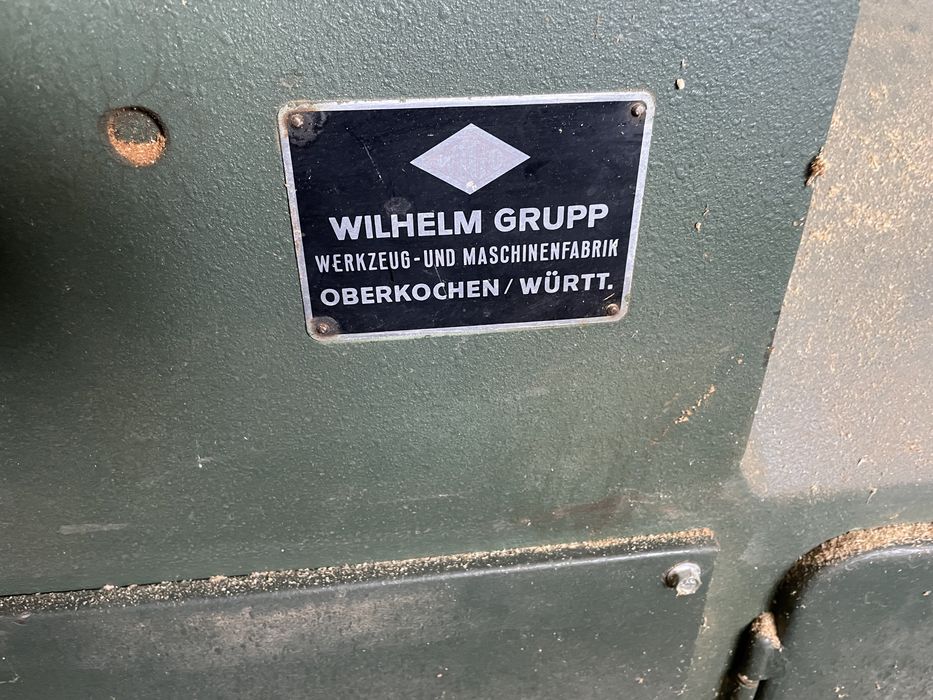 WILHELM GRUPP
WERKZEUG-UND MASCHINENFABRIK
OBERKOCHEN/WÜRTT.